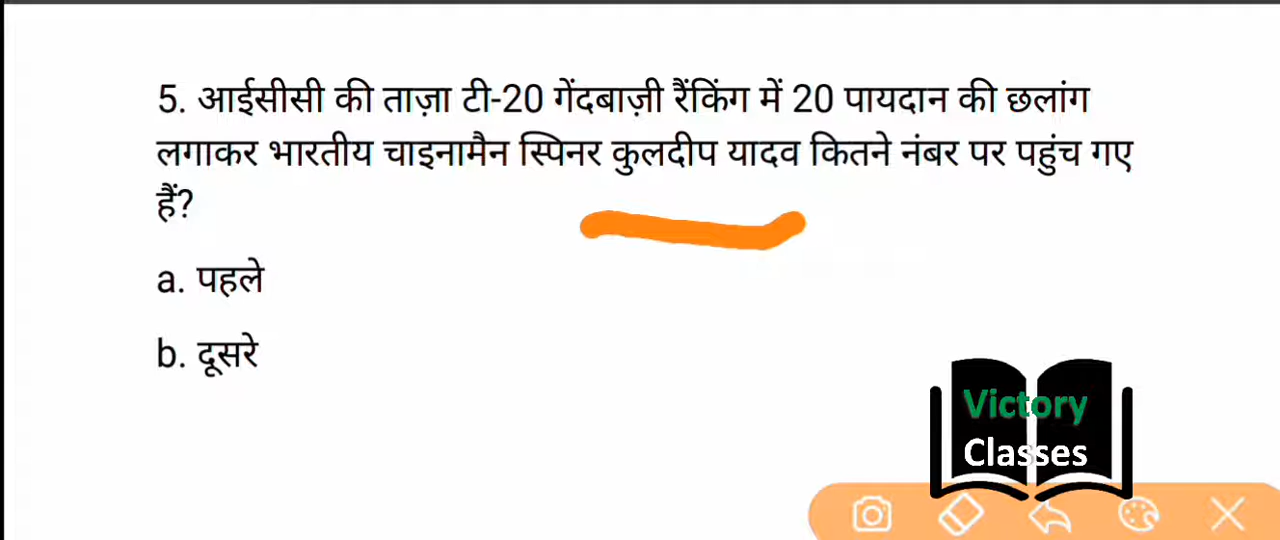 5. आईसीसी की ताज़ा टी-20 गेंदबाज़ी रैंकिंग में 20 पायदान की छलांग
लगाकर भारतीय चाइनामैन स्पिनर कुलदीप यादव कितने नंबर पर पहुंच गए
हैं?
a. पहले
b. दूसरे
Victory
Classes